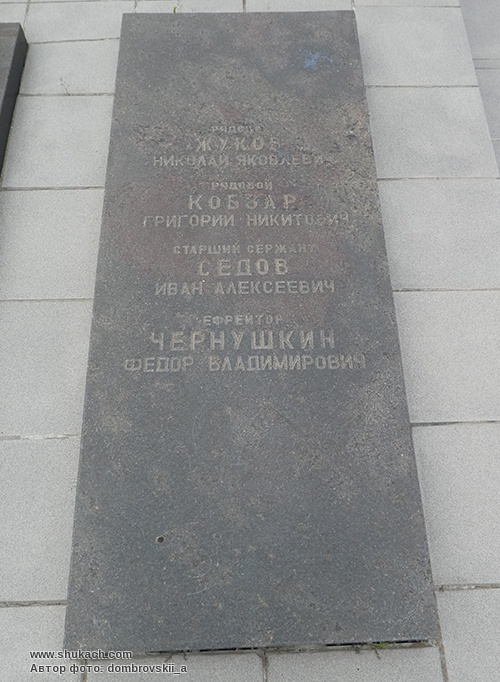 РЯДОВОЙ
ЖУКОВ
НИКОЛАЙ ЯКОВЛЕВИЧ
РЯДОВОЙ
КОБЗАР
ГРИГОРИЙ НИКИТОВИЧ
СТАРШИЙ СЕРЖАНТ
СЕДОВ
ИВАН АЛЕКСЕЕВИЧ
ЕФРЕЙТОР
ЧЕРНУШКИН
ФЕДОР ВЛАДИМИРОВИЧ
www.shukach.com
Автор фото: dombrovskii_a